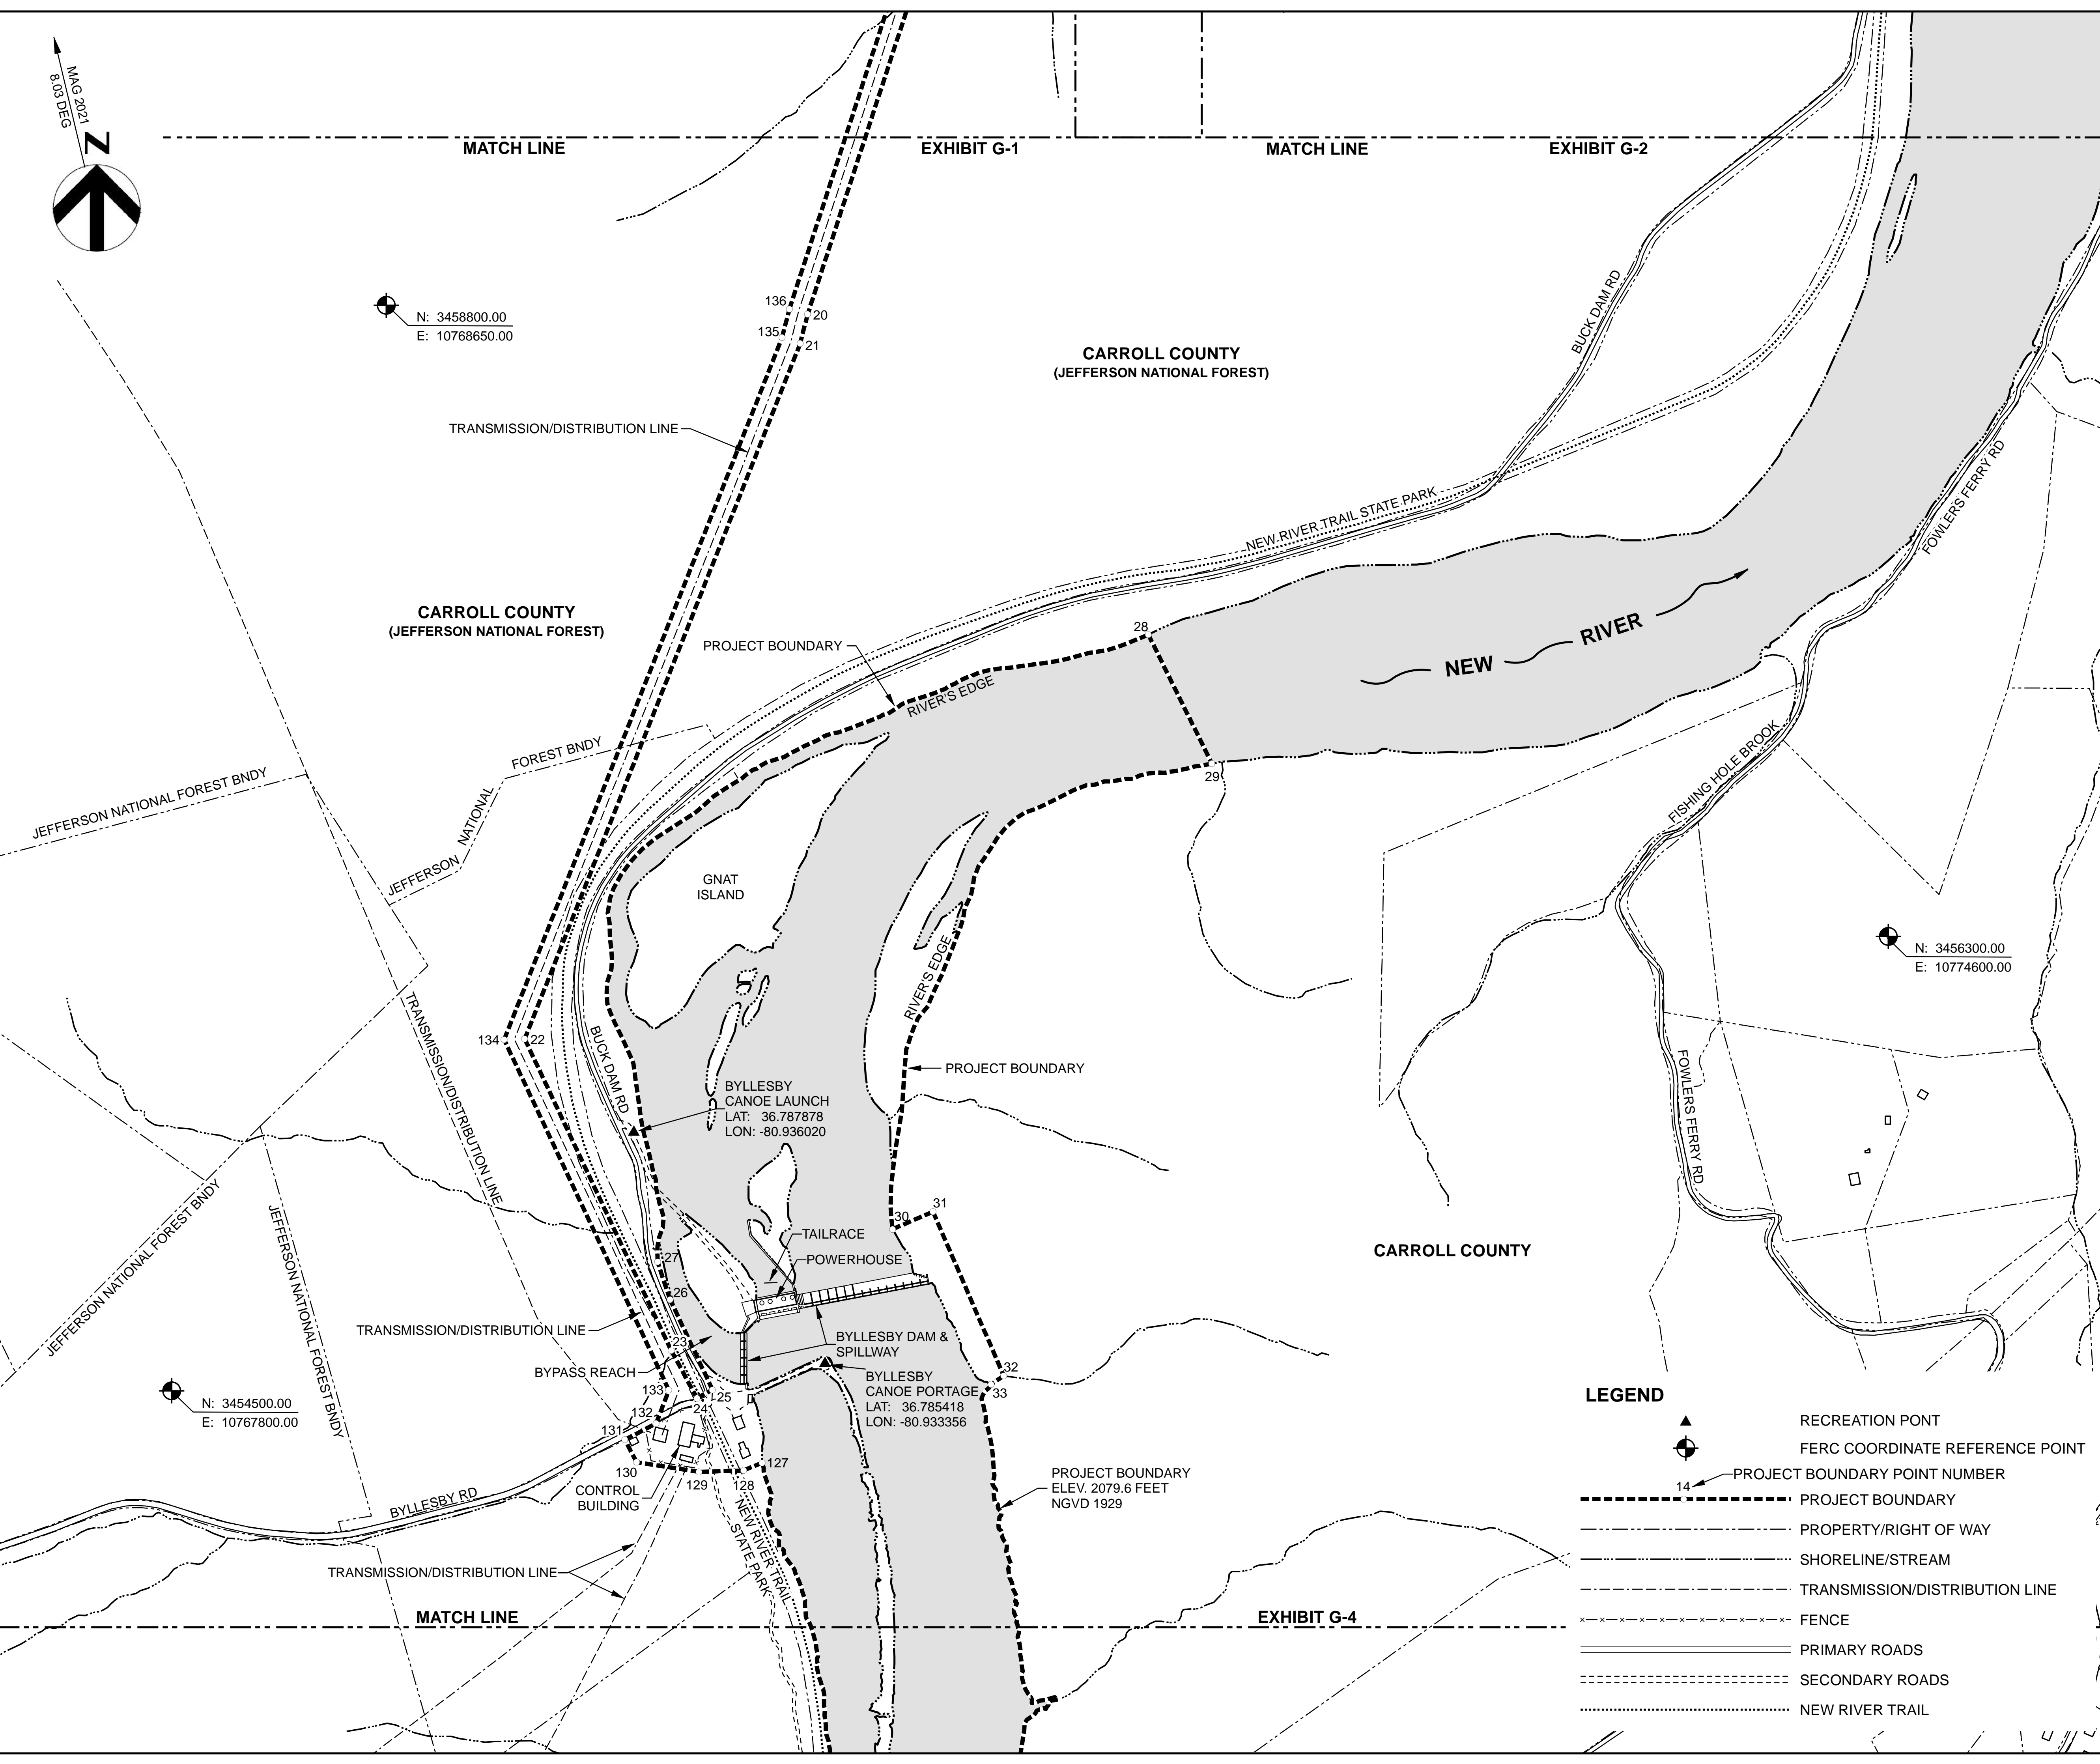 MAG 2021
8.03 DEG
N
MATCH LINE
EXHIBIT G-1
MATCH LINE
EXHIBIT G-2
N: 3458800.00
E: 10768650.00
136
20
135
21
CARROLL COUNTY
(JEFFERSON NATIONAL FOREST)
BUCK DAM RD
TRANSMISSION/DISTRIBUTION LINE
NEW RIVER TRAIL STATE PARK
FOWLERS FERRY RD
CARROLL COUNTY
(JEFFERSON NATIONAL FOREST)
PROJECT BOUNDARY
28
RIVER'S EDGE
NEW RIVER
FOREST BNDY
NATIONAL
JEFFERSON
JEFFERSON NATIONAL FOREST BNDY
29
FISHING HOLE BROOK
GNAT
ISLAND
N: 3456300.00
E: 10774600.00
RIVER'S EDGE
TRANSMISSION/DISTRIBUTION LINE
134
22
BUCK DAM RD
PROJECT BOUNDARY
FOWLERS FERRY RD
BYLLESBY
CANOE LAUNCH
LAT: 36.787878
LON: -80.936020
JEFFERSON NATIONAL FOREST BNDY
JEFFERSON NATIONAL FOREST BNDY
30
31
TAILRACE
POWERHOUSE
27
26
CARROLL COUNTY
TRANSMISSION/DISTRIBUTION LINE
23
BYLLESBY DAM &
SPILLWAY
BYPASS REACH
BYLLESBY
CANOE PORTAGE
LAT: 36.785418
LON: -80.933356
32
33
133
25
24
132
131
N: 3454500.00
E: 10767800.00
130
129
128
127
CONTROL
BUILDING
BYLLESBY RD
PROJECT BOUNDARY
ELEV. 2079.6 FEET
NGVD 1929
NEW RIVER TRAIL
STATE PARK
TRANSMISSION/DISTRIBUTION LINE
MATCH LINE
EXHIBIT G-4
LEGEND
RECREATION PONT
FERC COORDINATE REFERENCE POINT
14
PROJECT BOUNDARY POINT NUMBER
PROJECT BOUNDARY
PROPERTY/RIGHT OF WAY
SHORELINE/STREAM
TRANSMISSION/DISTRIBUTION LINE
FENCE
PRIMARY ROADS
SECONDARY ROADS
NEW RIVER TRAIL